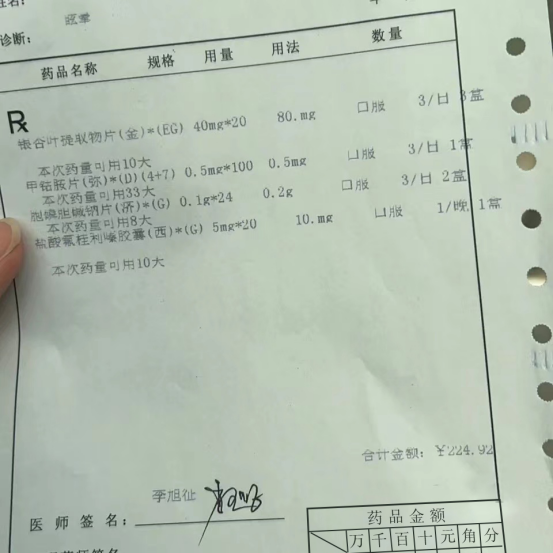 姓名：
诊断： 眩晕
药品名称 规格 用量 用法 数量
Rx
银杏叶提取物片(金)*(EG) 40mg*20 80.mg 口服 3/日 3盒
本次药量可用10天
甲钴胺片(弥)*(D)(4+7) 0.5mg*100 0.5mg 口服 3/日 1盒
本次药量可用33天
胞磷胆碱钠片(济)*(G) 0.1g*24 0.2g 口服 3/日 2盒
本次药量可用8天
盐酸氟桂利嗪胶囊(西)*(G) 5mg*20 10.mg 口服 1/晚 1盒
本次药量可用10天
合计金额：¥224.92
李旭征
医师签名：
药品金额
万 千 百 十 元 角 分